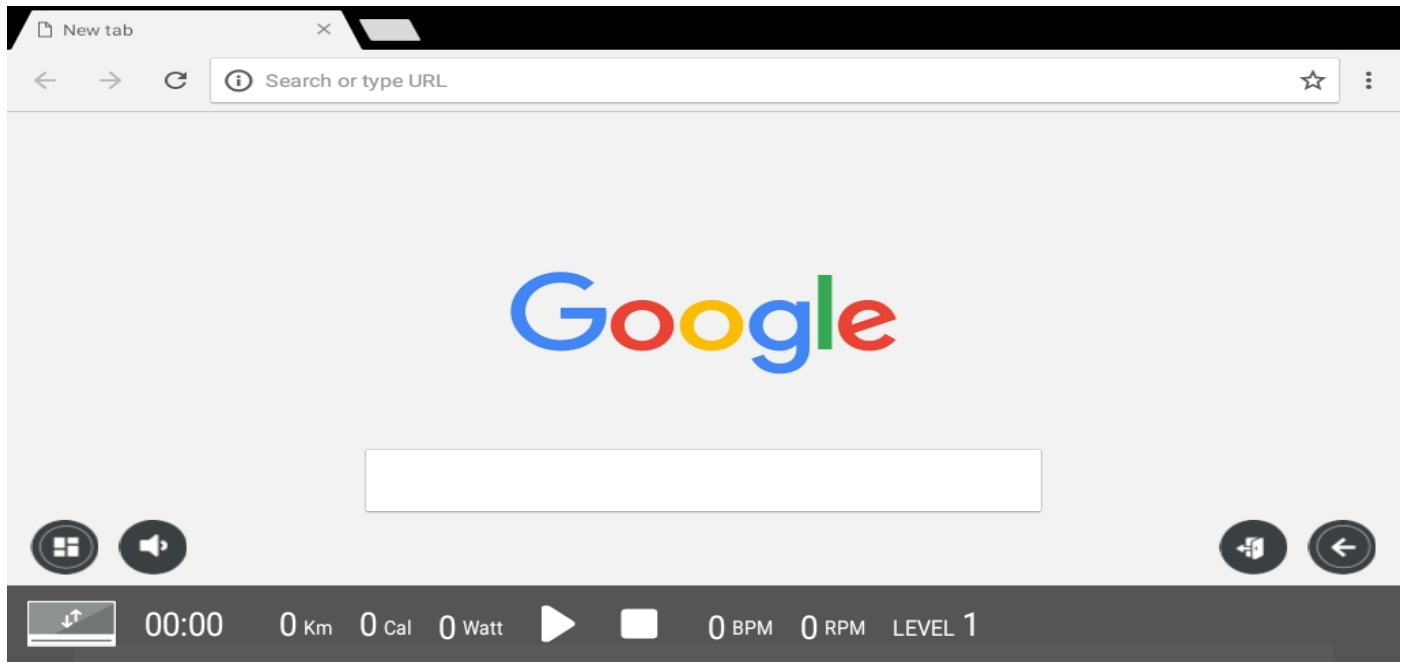 New tab
Search or type URL
Google
00:00 0 Km 0 Cal 0 Watt 0 BPM 0 RPM LEVEL 1